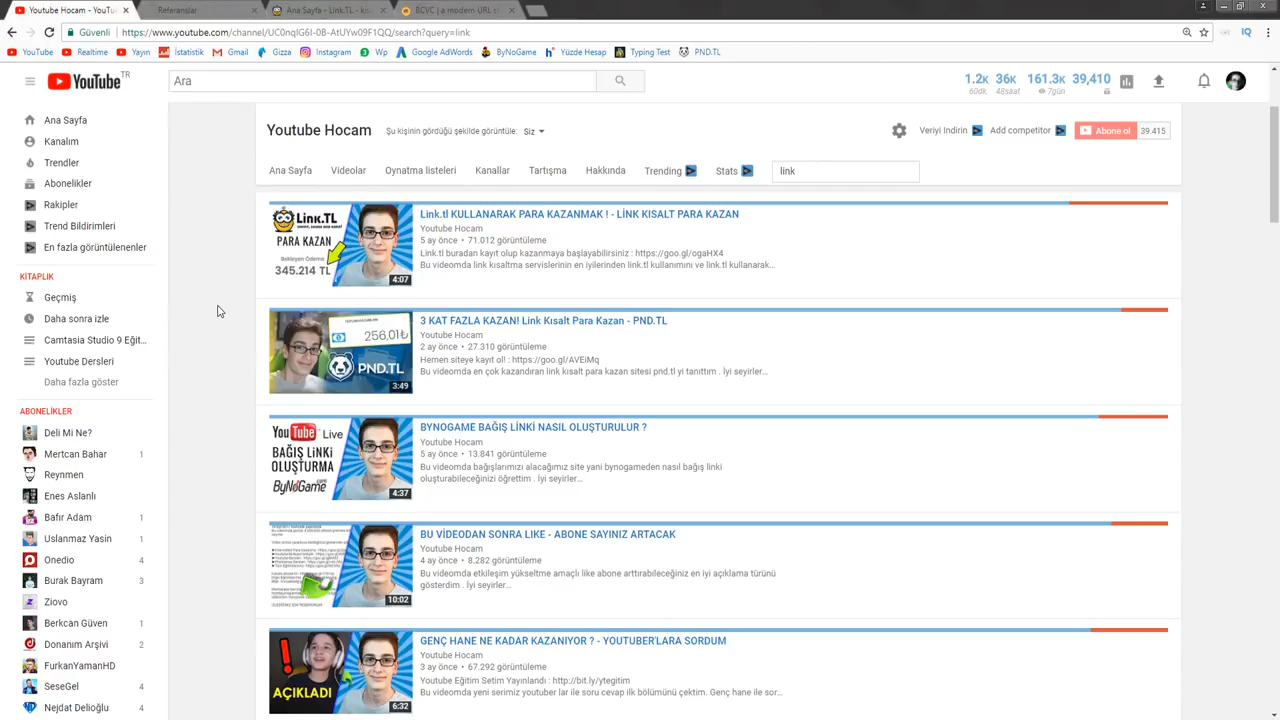 Youtube Hocam - YouTu
Referanslar
Ana Sayfa - Link.TL - kıs
BCVC | a modern URL s
Güvenli
https://www.youtube.com/channel/UC0nqIG6I-0B-AtUYw09F1QQ/search?query=link
YouTube
Realtime
Yayın
İstatistik
Gmail
Gizza
Instagram
Wp
Google AdWords
ByNoGame
Yüzde Hesap
Typing Test
PND.TL
YouTube TR
Ara
1.2K 36K 161.3K 39,410
60dk. 48saat 7gün
Ana Sayfa
Kanalım
Trendler
Abonelikler
Rakipler
Trend Bildirimleri
En fazla görüntülenenler
KİTAPLIK
Geçmiş
Daha sonra izle
Camtasia Studio 9 Eğit...
Youtube Dersleri
Daha fazla göster
ABONELİKLER
Deli Mi Ne?
Mertcan Bahar 1
Reynmen
Enes Aslanlı
Bafır Adam 1
Uslanmaz Yasin 1
Onedio 4
Burak Bayram 3
Ziovo
Berkcan Güven 1
Donanım Arşivi 1
FurkanYamanHD
SeseGel 4
Nejdat Delioğlu 4
Youtube Hocam
Şu kişinin gördüğü şekilde görüntüle: Siz
Veriyi Indirin
Add competitor
Abone ol 39.415
Ana Sayfa
Videolar
Oynatma listeleri
Kanallar
Tartışma
Hakkında
Trending
Stats
link
Link.TL
PARA KAZAN
Bekleyen Ödeme
345.214 TL
4:07
Link.tl KULLANARAK PARA KAZANMAK ! - LİNK KISALT PARA KAZAN
Youtube Hocam
5 ay önce • 71.012 görüntüleme
Link.tl buradan kayıt olup kazanmaya başlayabilirsiniz : https://goo.gl/ogaHX4
Bu videomda link kısaltma servislerinin en iyilerinden link.tl kullanımını ve link.tl kullanarak...
256.01₺
PND.TL
3:49
3 KAT FAZLA KAZAN! Link Kısalt Para Kazan - PND.TL
Youtube Hocam
2 ay önce • 27.310 görüntüleme
Hemen siteye kayıt ol! : https://goo.gl/AVEiMq
Bu videomda en çok kazandıran link kısalt para kazan sitesi pnd.tl yi tanıttım . İyi seyirler...
YouTube Live
BAĞIŞ LiNKi
OLUŞTURMA
ByNoGame
4:37
BYNOGAME BAĞIŞ LİNKİ NASIL OLUŞTURULUR ?
Youtube Hocam
5 ay önce • 13.841 görüntüleme
Bu videomda bağışlarımızı alacağımız site yani bynogameden nasıl bağış linki
oluşturabileceğinizi öğrettim . İyi seyirler...
10:02
BU VİDEODAN SONRA LIKE - ABONE SAYINIZ ARTACAK
Youtube Hocam
4 ay önce • 8.282 görüntüleme
Bu videomda etkileşim yükseltme amaçlı like abone arttırabileceğiniz en iyi açıklama türünü
gösterdim . İyi seyirler...
AÇIKLADI
6:32
GENÇ HANE NE KADAR KAZANIYOR ? - YOUTUBER'LARA SORDUM
Youtube Hocam
3 ay önce • 67.292 görüntüleme
Youtube Eğitim Setim Yayınlandı : http://bit.ly/ytegitim
Bu videomda yeni serimiz youtuber lar ile soru cevap ilk bölümünü çektim. Genç hane ile sor...